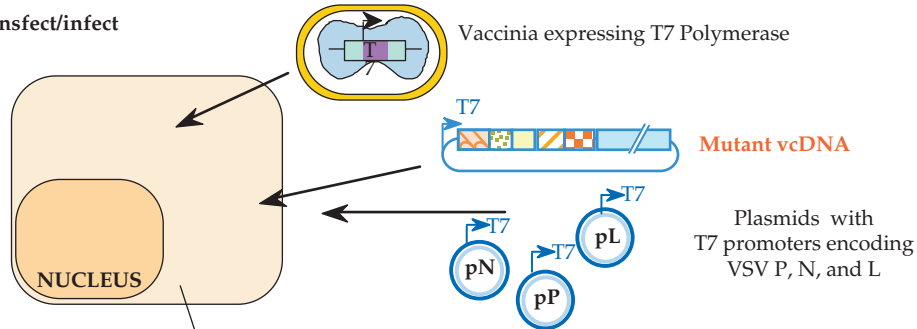 nsfect/infect
Vaccinia expressing T7 Polymerase
T
7
T7
Mutant vcDNA
T7
T7
T7
pL
pN
pP
Plasmids with
T7 promoters encoding
VSV P, N, and L
NUCLEUS